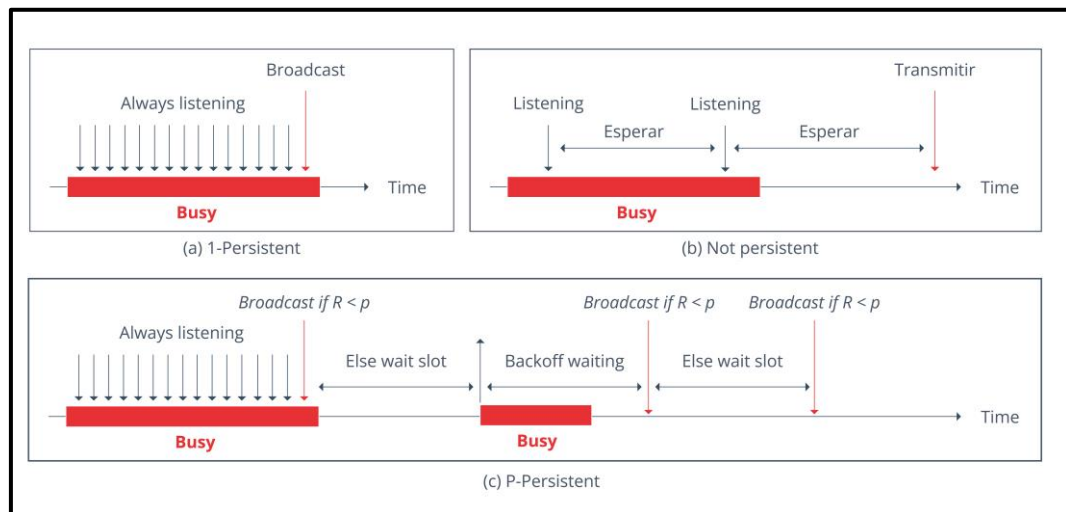 Broadcast
Always listening
Time
Busy
(a) 1-Persistent
Transmitir
Listening
Listening
Esperar
Esperar
Time
Busy
(b) Not persistent
Broadcast if R < p
Broadcast if R < p
Broadcast if R < p
Always listening
Else wait slot
Backoff waiting
Else wait slot
Time
Busy
Busy
(c) P-Persistent